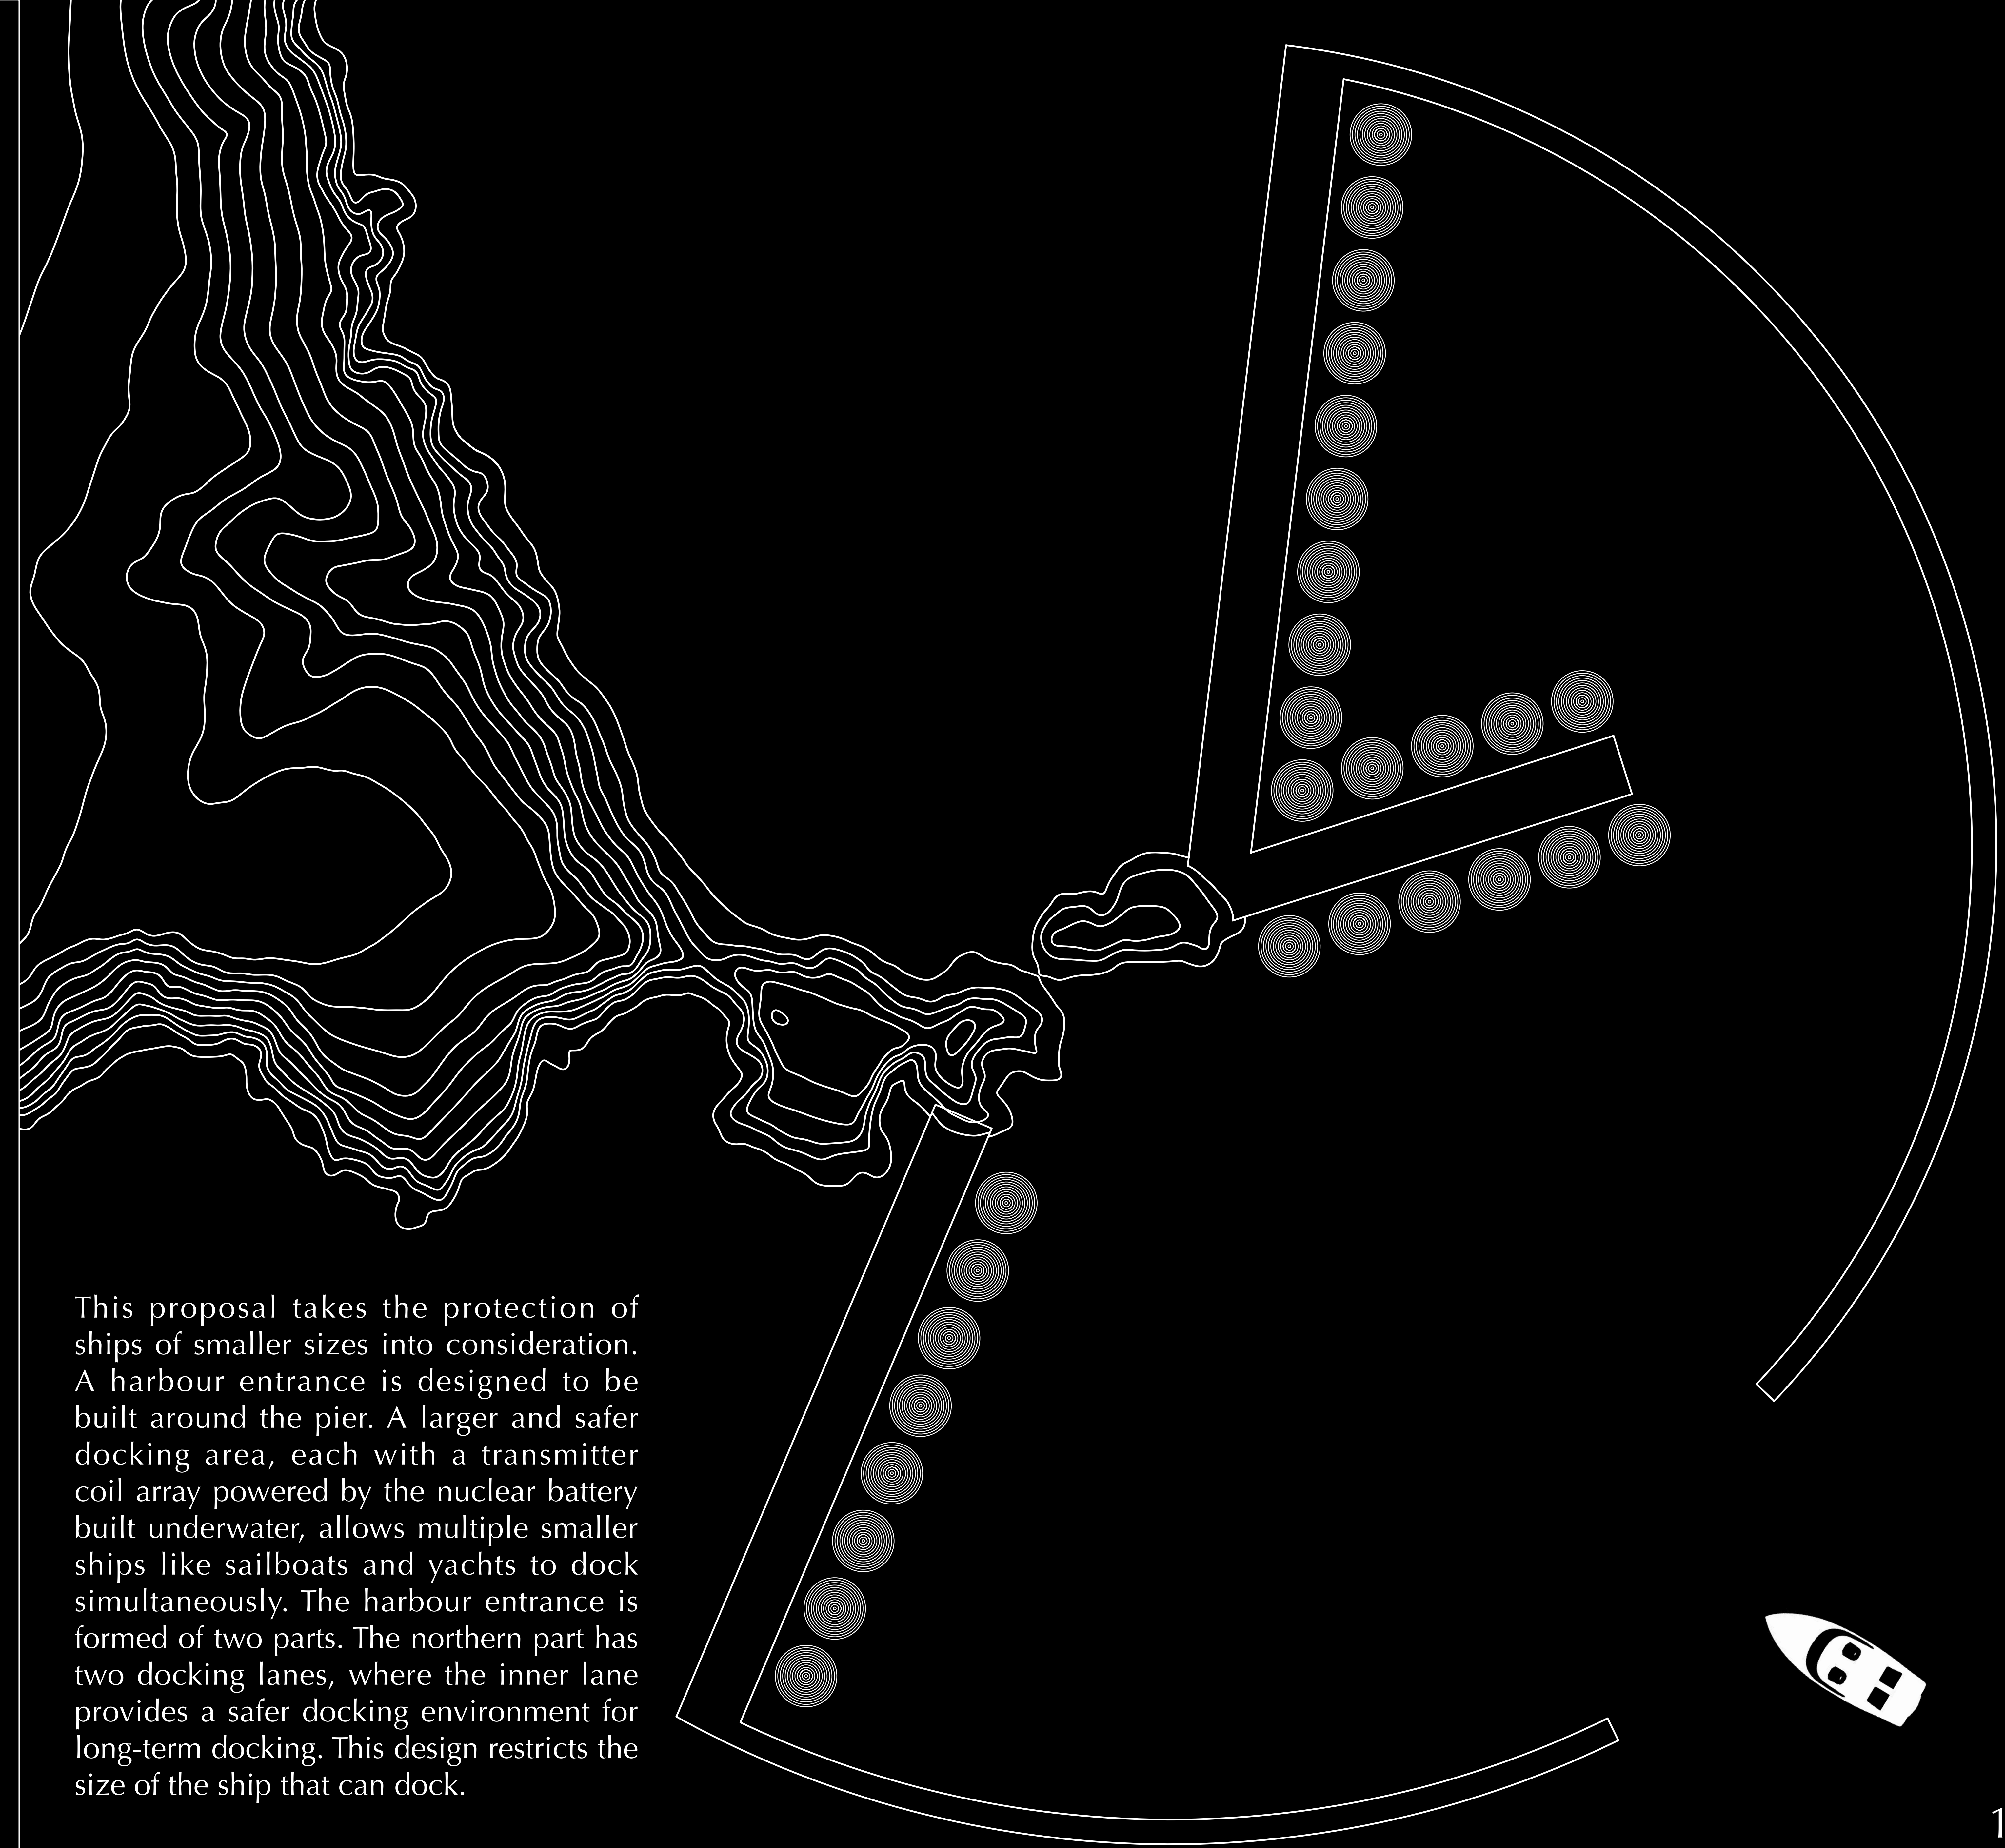 This proposal takes the protection of
ships of smaller sizes into consideration.
A harbour entrance is designed to be
built around the pier. A larger and safer
docking area, each with a transmitter
coil array powered by the nuclear battery
built underwater, allows multiple smaller
ships like sailboats and yachts to dock
simultaneously. The harbour entrance is
formed of two parts. The northern part has
two docking lanes, where the inner lane
provides a safer docking environment for
long-term docking. This design restricts the
size of the ship that can dock.
1